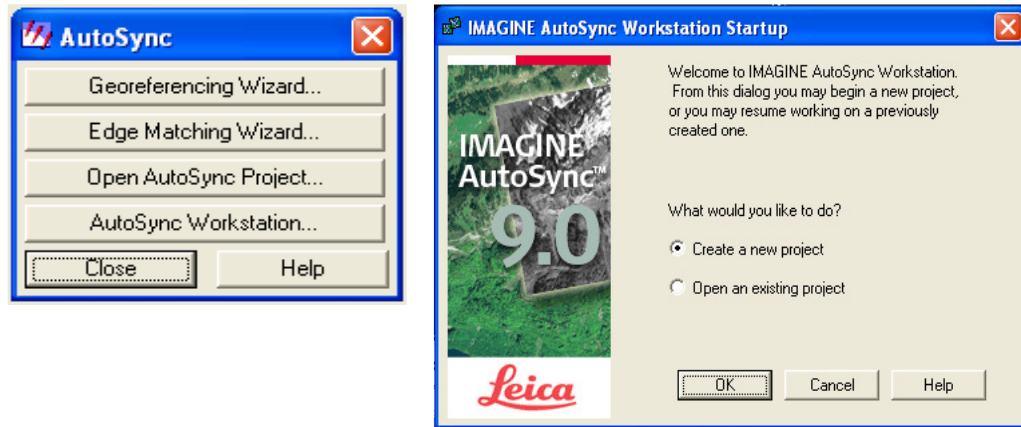 AutoSync
Georeferencing Wizard...
Edge Matching Wizard...
Open AutoSync Project...
AutoSync Workstation...
Close
Help
IMAGINE AutoSync Workstation Startup
IMAGINE
AutoSync™
9.0
Leica
Welcome to IMAGINE AutoSync Workstation.
From this dialog you may begin a new project,
or you may resume working on a previously
created one.
What would you like to do?
Create a new project
Open an existing project
OK
Cancel
Help